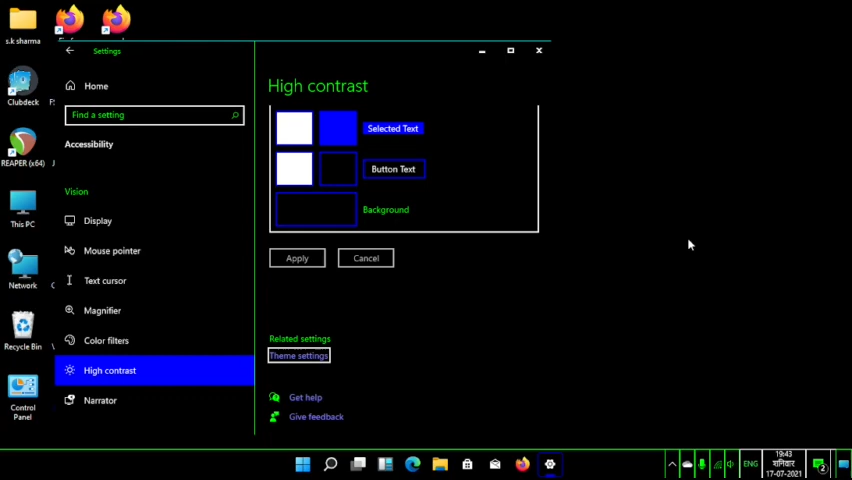 s.k sharma
Clubdeck
REAPER (x64)
This PC
Network
Recycle Bin
Control
Panel
Settings
Home
Find a setting
Accessibility
Vision
Display
Mouse pointer
Text cursor
Magnifier
Color filters
High contrast
Narrator
High contrast
Selected Text
Button Text
Background
Apply
Cancel
Related settings
Theme settings
Get help
Give feedback
ENG
19:43
शनिवार
17-07-2021
2